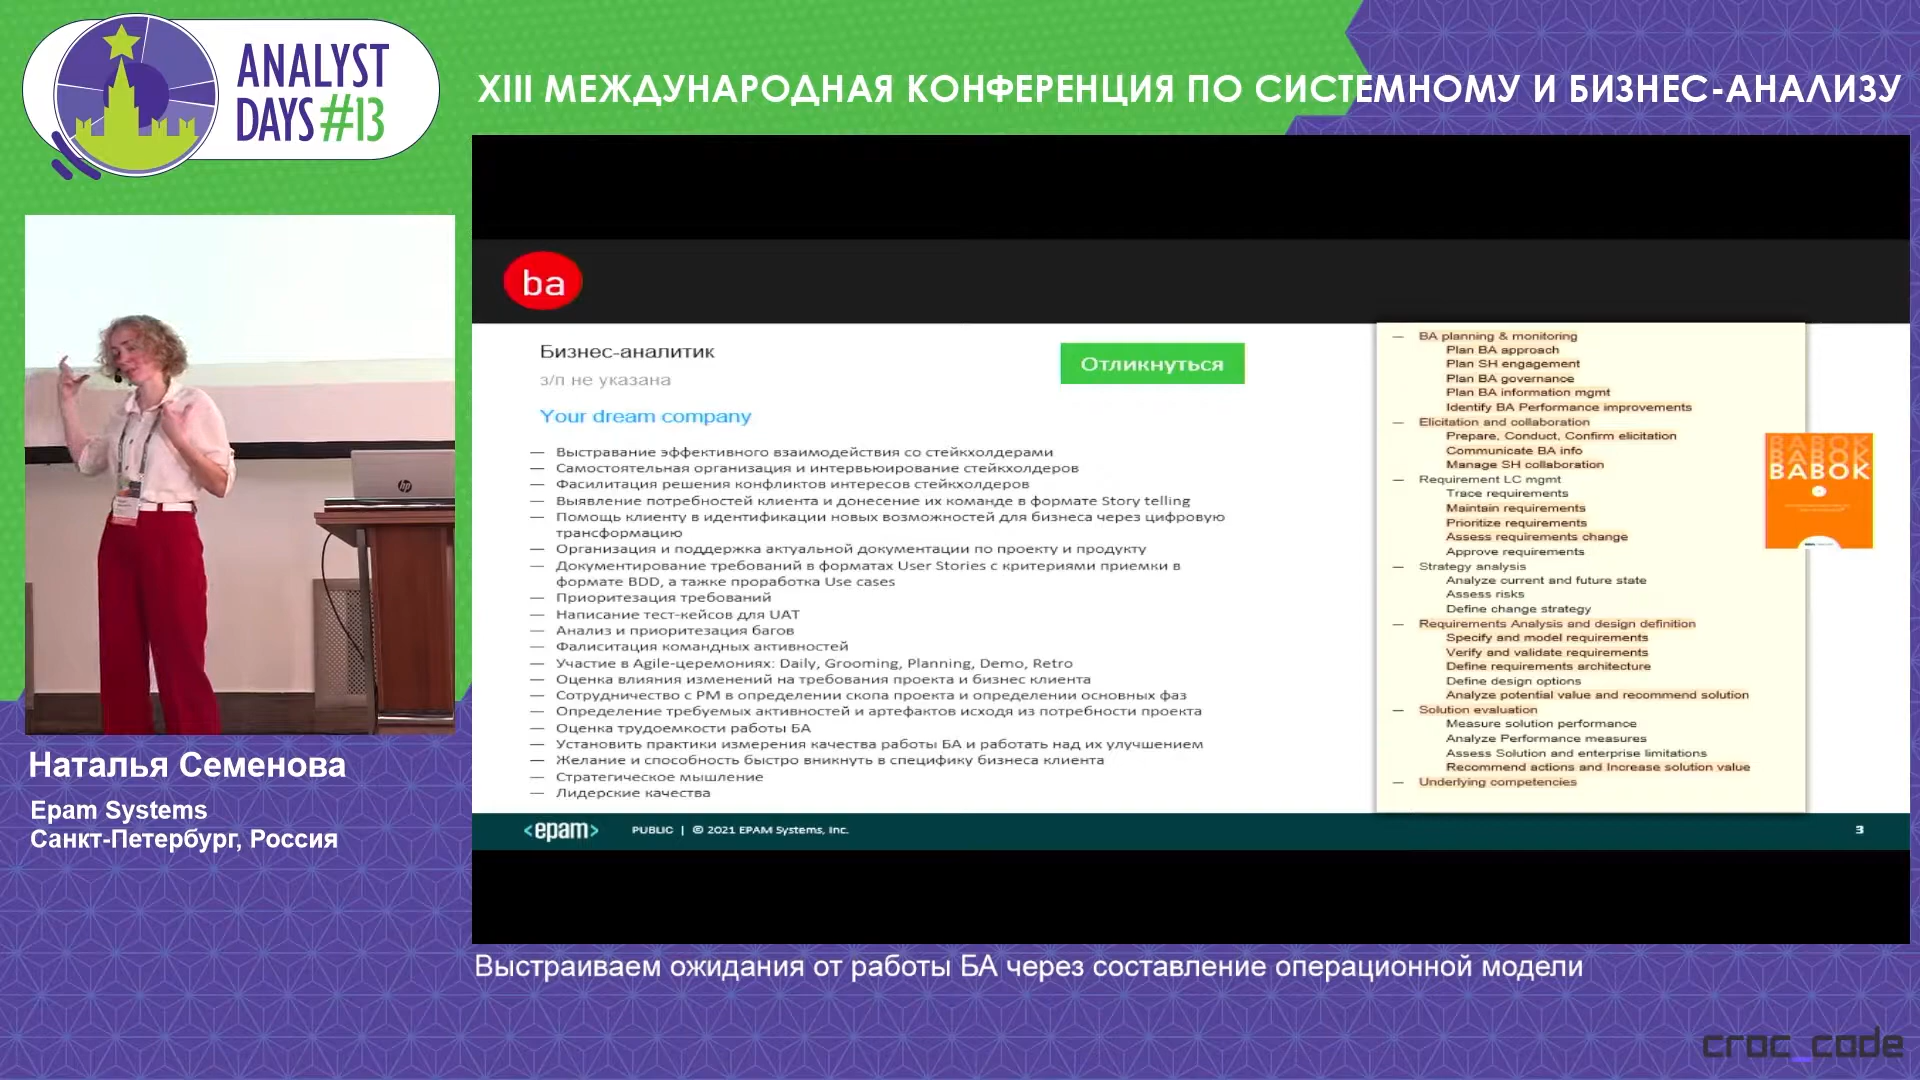 ANALYST
DAYS #13
XIII МЕЖДУНАРОДНАЯ КОНФЕРЕНЦИЯ ПО СИСТЕМНОМУ И БИЗНЕС-АНАЛИЗУ
ba
Бизнес-аналитик
з/п не указана
Отликнуться
Your dream company
— Выстравание эффективного взаимодействия со стейкхолдерами
— Самостоятельная организация и интервьюирование стейкхолдеров
— Фасилитация решения конфликтов интересов стейкхолдеров
— Выявление потребностей клиента и донесение их команде в формате Story telling
— Помощь клиенту в идентификации новых возможностей для бизнеса через цифровую
трансформацию
— Организация и поддержка актуальной документации по проекту и продукту
— Документирование требований в форматах User Stories с критериями приемки в
формате BDD, а также проработка Use cases
— Приоритезация требований
— Написание тест-кейсов для UAT
— Анализ и приоритезация багов
— Фалиситация командных активностей
— Участие в Agile-церемониях: Daily, Grooming, Planning, Demo, Retro
— Оценка влияния изменений на требования проекта и бизнес клиента
— Сотрудничество с PM в определении скопа проекта и определении основных фаз
— Определение требуемых активностей и артефактов исходя из потребности проекта
— Оценка трудоемкости работы БА
— Установить практики измерения качества работы БА и работать над их улучшением
— Желание и способность быстро вникнуть в специфику бизнеса клиента
— Стратегическое мышление
— Лидерские качества
— BA planning & monitoring
Plan BA approach
Plan SH engagement
Plan BA governance
Plan BA information mgmt
Identify BA Performance improvements
— Elicitation and collaboration
Prepare, Conduct, Confirm elicitation
Communicate BA info
Manage SH collaboration
— Requirement LC mgmt
Trace requirements
Maintain requirements
Prioritize requirements
Assess requirements change
Approve requirements
— Strategy analysis
Analyze current and future state
Assess risks
Define change strategy
— Requirements Analysis and design definition
Specify and model requirements
Verify and validate requirements
Define requirements architecture
Define design options
Analyze potential value and recommend solution
— Solution evaluation
Measure solution performance
Analyze Performance measures
Assess Solution and enterprise limitations
Recommend actions and Increase solution value
— Underlying competencies
BABOK
BABOK
BABOK
<epam> PUBLIC | © 2021 EPAM Systems, Inc.
3
hp
Наталья Семенова
Epam Systems
Санкт-Петербург, Россия
Выстраиваем ожидания от работы БА через составление операционной модели
croc_code